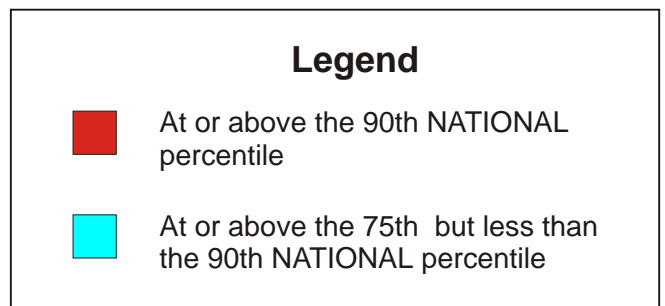 Legend
At or above the 90th NATIONAL
percentile
At or above the 75th  but less than
the 90th NATIONAL percentile